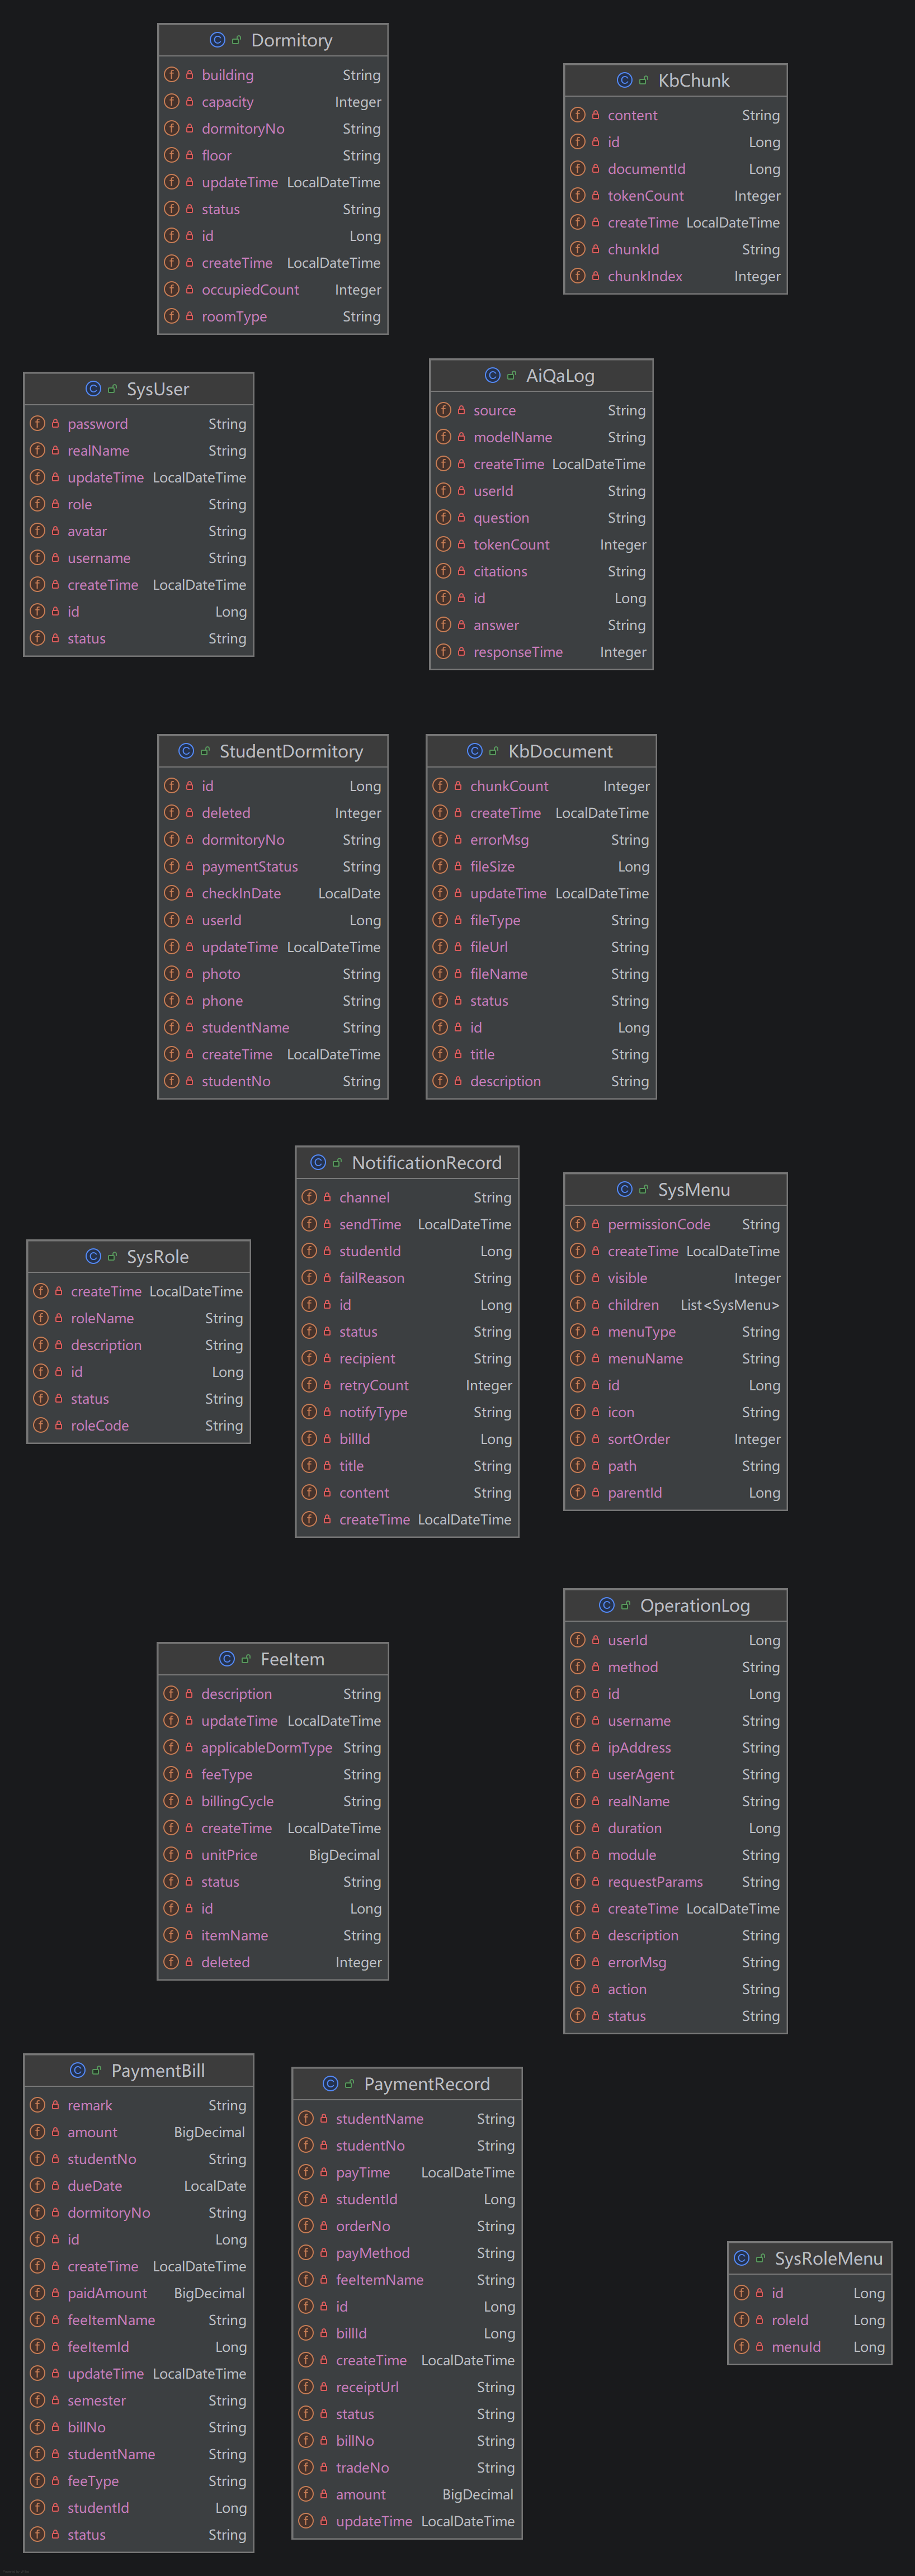 Dormitory
building String
capacity Integer
dormitoryNo String
floor String
updateTime LocalDateTime
status String
id Long
createTime LocalDateTime
occupiedCount Integer
roomType String
KbChunk
content String
id Long
documentId Long
tokenCount Integer
createTime LocalDateTime
chunkId String
chunkIndex Integer
SysUser
password String
realName String
updateTime LocalDateTime
role String
avatar String
username String
createTime LocalDateTime
id Long
status String
AiQaLog
source String
modelName String
createTime LocalDateTime
userId String
question String
tokenCount Integer
citations String
id Long
answer String
responseTime Integer
StudentDormitory
id Long
deleted Integer
dormitoryNo String
paymentStatus String
checkInDate LocalDate
userId Long
updateTime LocalDateTime
photo String
phone String
studentName String
createTime LocalDateTime
studentNo String
KbDocument
chunkCount Integer
createTime LocalDateTime
errorMsg String
fileSize Long
updateTime LocalDateTime
fileType String
fileUrl String
fileName String
status String
id Long
title String
description String
SysRole
createTime LocalDateTime
roleName String
description String
id Long
status String
roleCode String
NotificationRecord
channel String
sendTime LocalDateTime
studentId Long
failReason String
id Long
status String
recipient String
retryCount Integer
notifyType String
billId Long
title String
content String
createTime LocalDateTime
SysMenu
permissionCode String
createTime LocalDateTime
visible Integer
children List<SysMenu>
menuType String
menuName String
id Long
icon String
sortOrder Integer
path String
parentId Long
FeeItem
description String
updateTime LocalDateTime
applicableDormType String
feeType String
billingCycle String
createTime LocalDateTime
unitPrice BigDecimal
status String
id Long
itemName String
deleted Integer
OperationLog
userId Long
method String
id Long
username String
ipAddress String
userAgent String
realName String
duration Long
module String
requestParams String
createTime LocalDateTime
description String
errorMsg String
action String
status String
PaymentBill
remark String
amount BigDecimal
studentNo String
dueDate LocalDate
dormitoryNo String
id Long
createTime LocalDateTime
paidAmount BigDecimal
feeItemName String
feeItemId Long
updateTime LocalDateTime
semester String
billNo String
studentName String
feeType String
studentId Long
status String
PaymentRecord
studentName String
studentNo String
payTime LocalDateTime
studentId Long
orderNo String
payMethod String
feeItemName String
id Long
billId Long
createTime LocalDateTime
receiptUrl String
status String
billNo String
tradeNo String
amount BigDecimal
updateTime LocalDateTime
SysRoleMenu
id Long
roleId Long
menuId Long